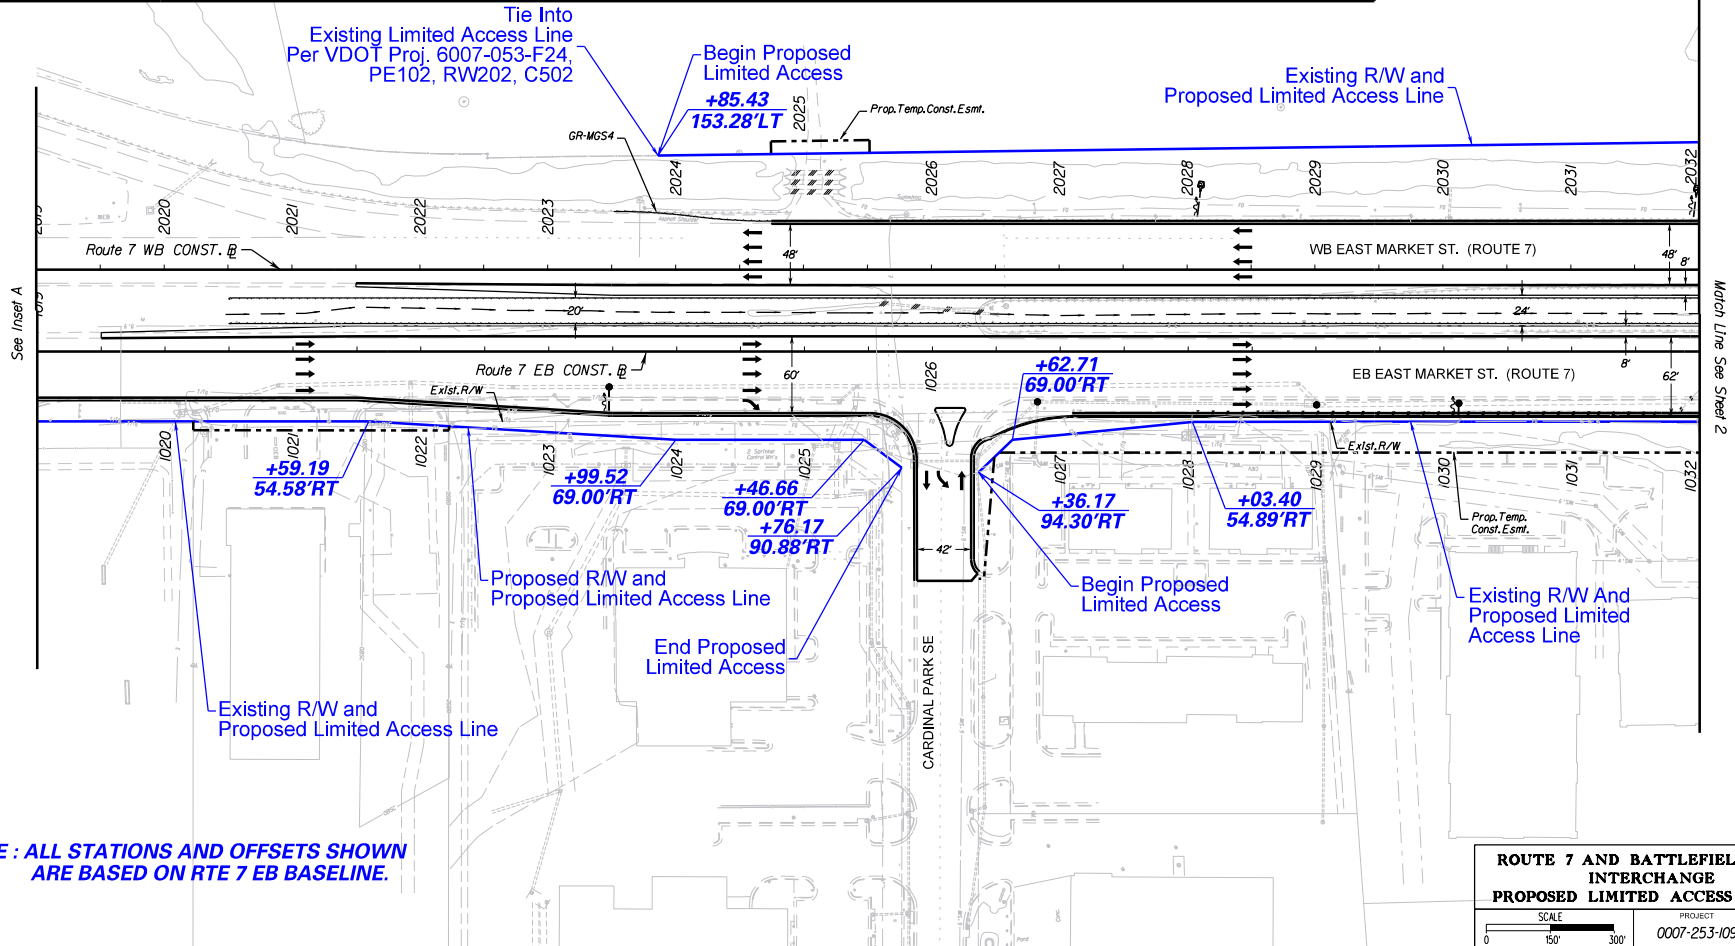 Tie Into
Existing Limited Access Line
Per VDOT Proj. 6007-053-F24,
PE102, RW202, C502
Begin Proposed
Limited Access
+85.43
153.28'LT
2025
Prop.Temp.Const.Esmt.
GR-MGS4
Existing R/W and
Proposed Limited Access Line
2020
2021
2022
2023
2024
2026
2027
2028
2029
2030
2031
2032
Route 7 WB CONST. BL
48'
WB EAST MARKET ST. (ROUTE 7)
48'
8'
See Inset A
1019
20'
24'
Match Line See Sheet 2
Route 7 EB CONST. BL
Exist.R/W
60'
1026
+62.71
69.00'RT
EB EAST MARKET ST. (ROUTE 7)
8'
62'
1020
1021
1022
1023
1024
1025
1027
1028
1029
1030
1031
1032
Exist.R/W
+59.19
54.58'RT
+99.52
69.00'RT
+46.66
69.00'RT
+76.17
90.88'RT
+36.17
94.30'RT
+03.40
54.89'RT
Prop.Temp.
Const.Esmt.
42'
Proposed R/W and
Proposed Limited Access Line
Begin Proposed
Limited Access
Existing R/W And
Proposed Limited
Access Line
End Proposed
Limited Access
CARDINAL PARK SE
Existing R/W and
Proposed Limited Access Line
E : ALL STATIONS AND OFFSETS SHOWN
ARE BASED ON RTE 7 EB BASELINE.
ROUTE 7 AND BATTLEFIEL
INTERCHANGE
PROPOSED LIMITED ACCESS
SCALE
0 150' 300'
PROJECT
0007-253-109